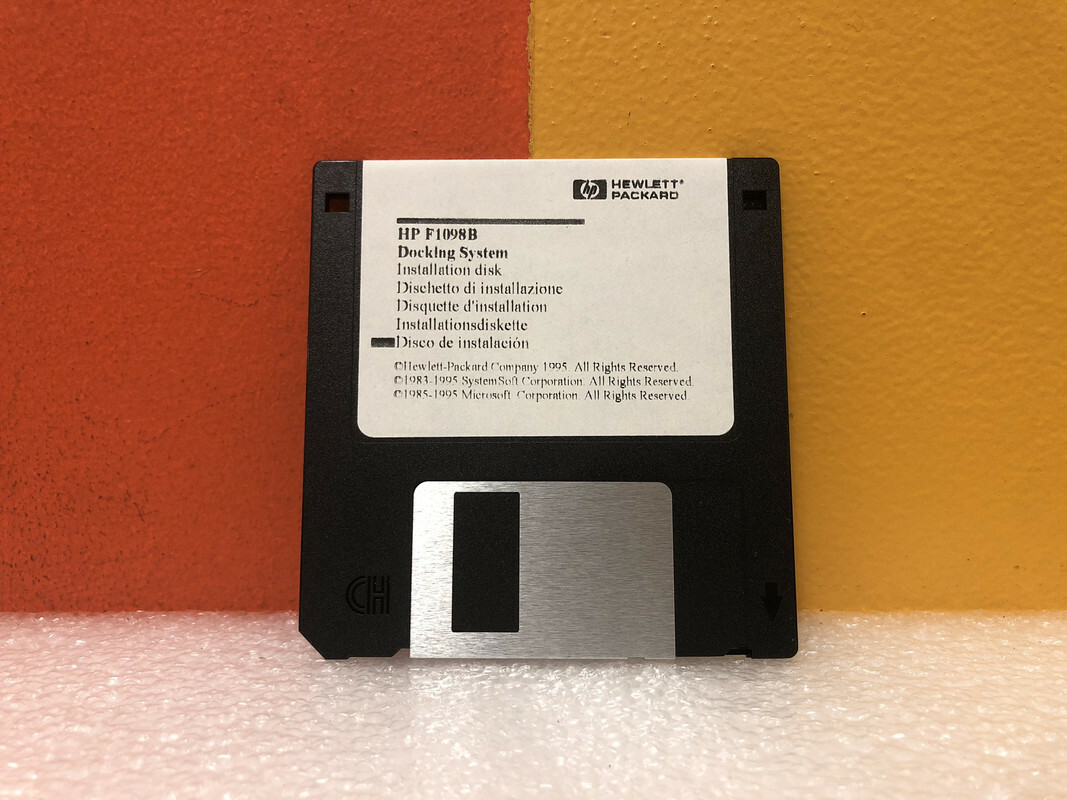 hp HEWLETT®
PACKARD
HP F1098B
Docking System
Installation disk
Dischetto di installazione
Disquette d'installation
Installationsdiskette
Disco de instalación
©Hewlett-Packard Company 1995. All Rights Reserved.
©1983-1995 SystemSoft Corporation. All Rights Reserved.
©1985-1995 Microsoft Corporation. All Rights Reserved.
CH